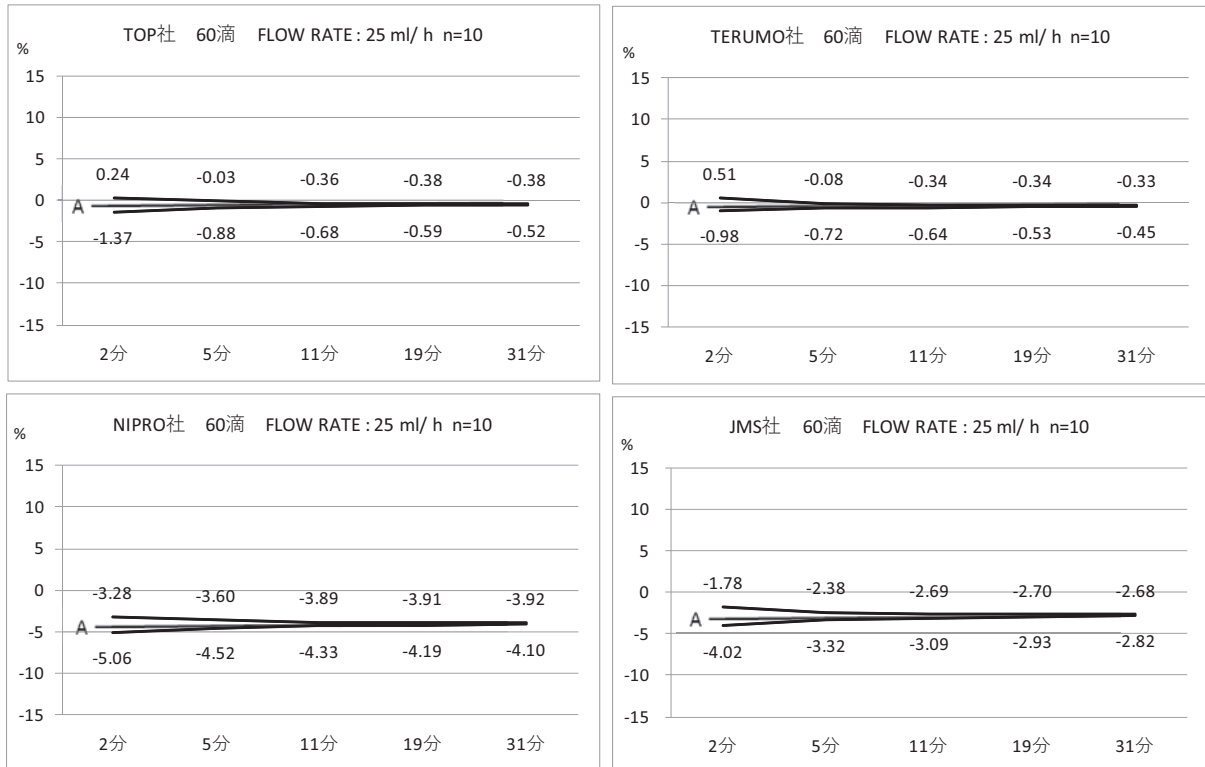 TOP社 60滴 FLOW RATE : 25 ml/ h n=10
%
15
10
5
0.24 -0.03 -0.36 -0.38 -0.38
0
A
-1.37 -0.88 -0.68 -0.59 -0.52
-5
-10
-15
2分 5分 11分 19分 31分
TERUMO社 60滴 FLOW RATE : 25 ml/ h n=10
%
15
10
5
0.51 -0.08 -0.34 -0.34 -0.33
0
A
-0.98 -0.72 -0.64 -0.53 -0.45
-5
-10
-15
2分 5分 11分 19分 31分
NIPRO社 60滴 FLOW RATE : 25 ml/ h n=10
%
15
10
5
0
-3.28 -3.60 -3.89 -3.91 -3.92
A
-5
-5.06 -4.52 -4.33 -4.19 -4.10
-10
-15
2分 5分 11分 19分 31分
JMS社 60滴 FLOW RATE : 25 ml/ h n=10
%
15
10
5
0
-1.78 -2.38 -2.69 -2.70 -2.68
A
-5
-4.02 -3.32 -3.09 -2.93 -2.82
-10
-15
2分 5分 11分 19分 31分